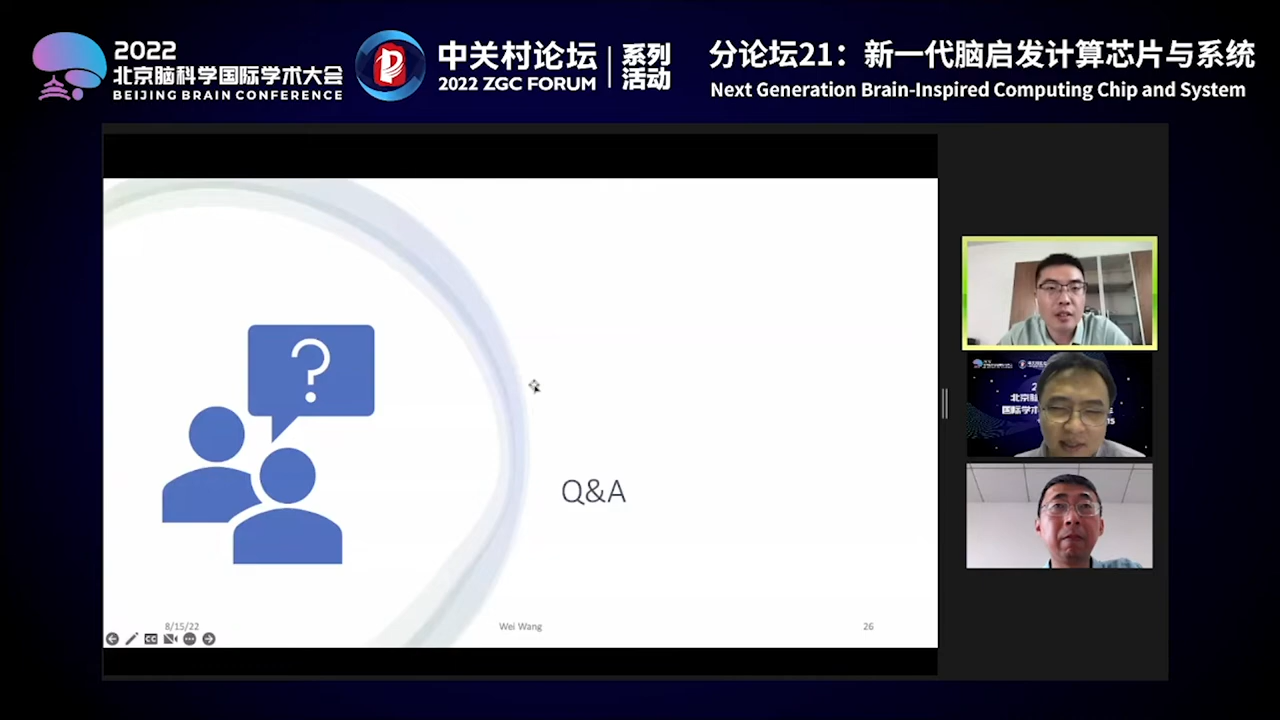 2022
北京脑科学国际学术大会
BEIJING BRAIN CONFERENCE
中关村论坛
2022 ZGC FORUM
系列
活动
分论坛21：新一代脑启发计算芯片与系统
Next Generation Brain-Inspired Computing Chip and System
?
Q&A
8/15/22
Wei Wang
26
CC